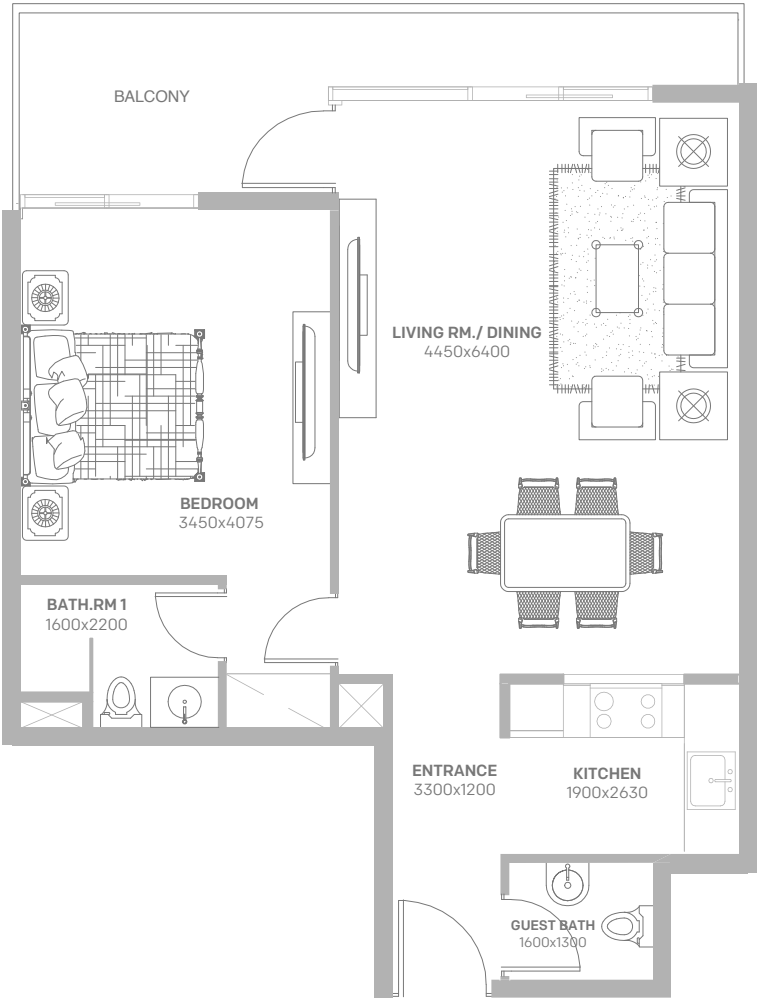 BALCONY
LIVING RM./ DINING
4450x6400
BEDROOM
3450x4075
BATH.RM 1
1600x2200
ENTRANCE
3300x1200
KITCHEN
1900x2630
GUEST BATH
1600x1300